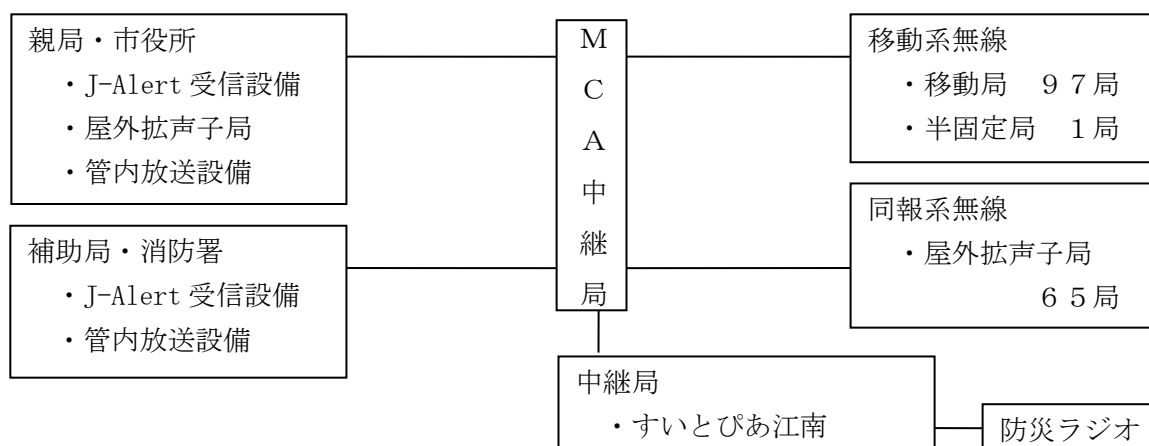 親局・市役所
・J-Alert 受信設備
・屋外拡声子局
・管内放送設備
補助局・消防署
・J-Alert 受信設備
・管内放送設備
MCA中継局
移動系無線
・移動局　９７局
・半固定局　１局
同報系無線
・屋外拡声子局
６５局
中継局
・すいとぴあ江南
防災ラジオ